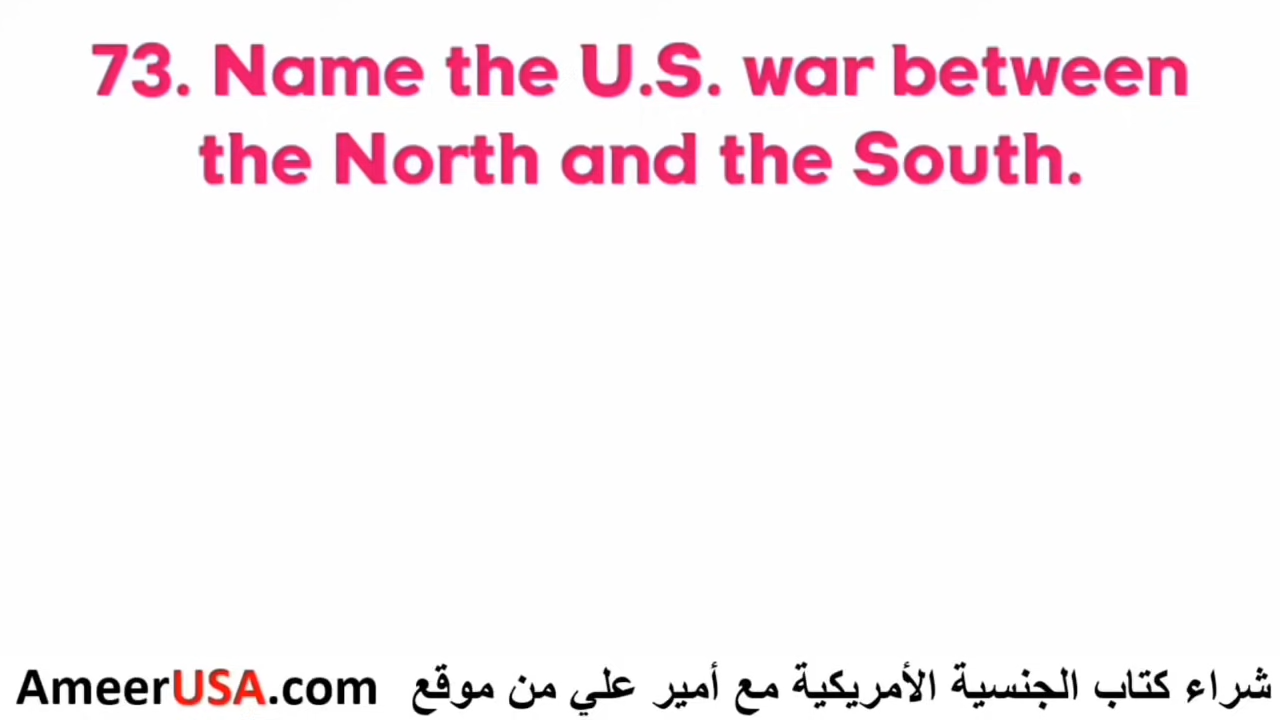 73. Name the U.S. war between
the North and the South.
شراء كتاب الجنسية الأمريكية مع أمير علي من موقع AmeerUSA.com